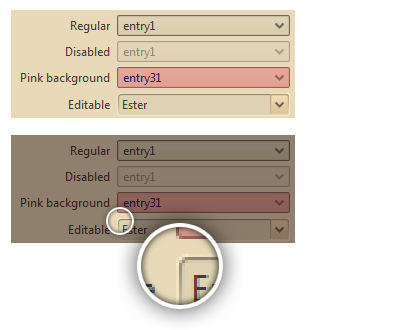 Regular entry1
Disabled entry1
Pink background entry31
Editable Ester
Regular entry1
Disabled entry1
Pink background entry31
Editable Ester